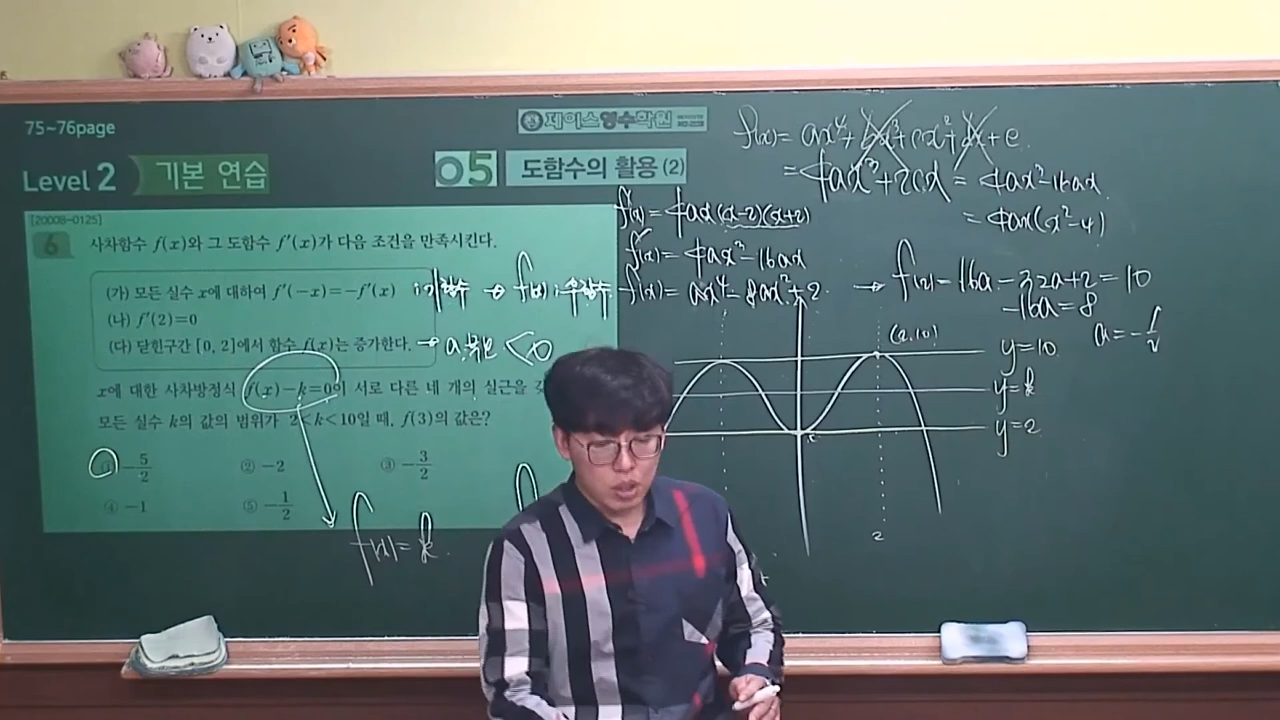 75~76page
제이스영수학원
Level 2 기본 연습
05 도함수의 활용 (2)
[20008-0125]
6 사차함수 f(x)와 그 도함수 f'(x)가 다음 조건을 만족시킨다.
(가) 모든 실수 x에 대하여 f'(-x)=-f'(x)
(나) f'(2)=0
(다) 닫힌구간 [0, 2]에서 함수 f(x)는 증가한다.
x에 대한 사차방정식 f(x)-k=0이 서로 다른 네 개의 실근을
모든 실수 k의 값의 범위가 2<k<10일 때, f(3)의 값은?
① -5/2 ② -2 ③ -3/2
④ -1 ⑤ -1/2
f(x)=k
: 기함수 → f(x) : 우함수
<0
f(x)= ax⁴+bx³+cx²+dx+e
=4ax³+2cx = 4ax³-16ax
= 4ax(x²-4)
f'(x)= 4ax(x-2)(x+2)
f'(x)= 4ax³-16ax
f(x)= ax⁴-8ax²+2
→ f(2)=16a-32a+2=10
-16a=8
a=-1/2
(2,10)
y=10
y=k
y=2
2